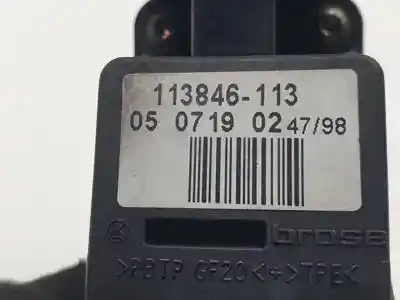 113846-113
05 0719 02 47/98
brose
>PBTP GF20<+>TPE<